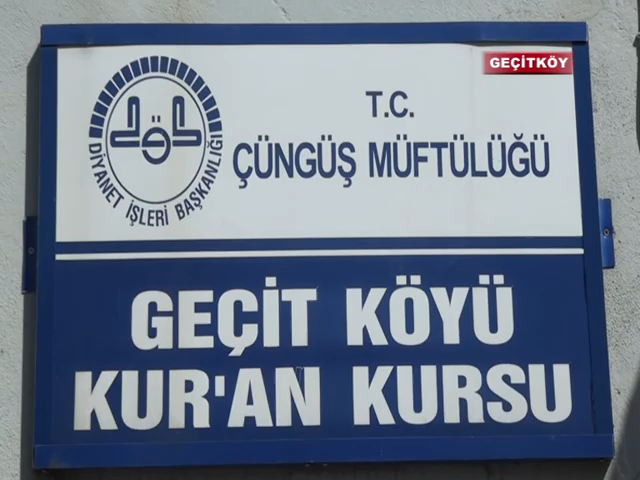 GEÇİTKÖY
T.C.
ÇÜNGÜŞ MÜFTÜLÜĞÜ
DİYANET İŞLERİ BAŞKANLIĞI
GEÇİT KÖYÜ
KUR'AN KURSU